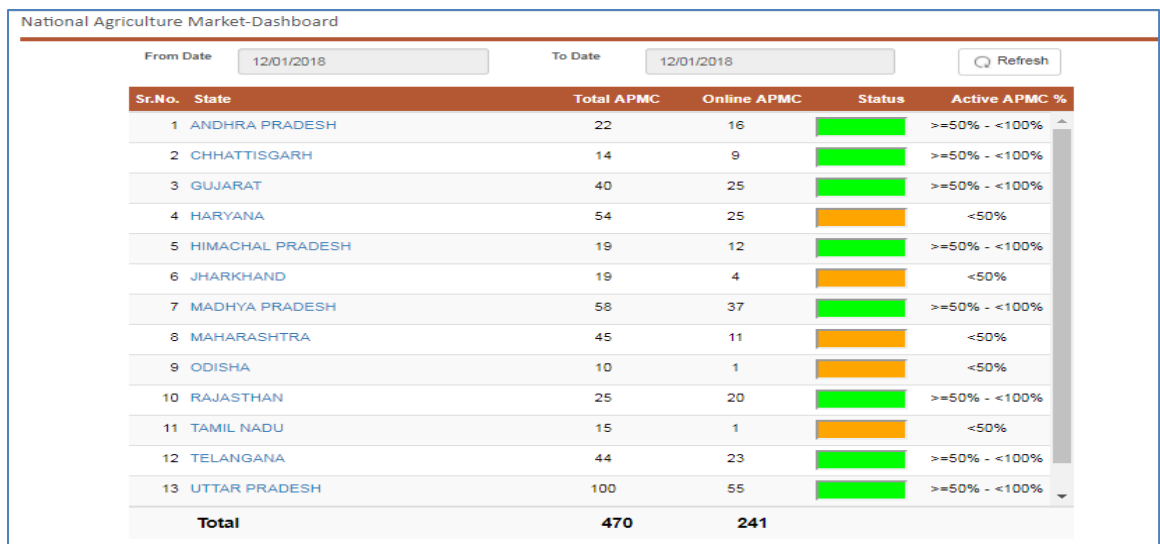 National Agriculture Market-Dashboard
From Date 12/01/2018 To Date 12/01/2018 Refresh
Sr.No. State Total APMC Online APMC Status Active APMC %
1 ANDHRA PRADESH 22 16 >=50% - <100%
2 CHHATTISGARH 14 9 >=50% - <100%
3 GUJARAT 40 25 >=50% - <100%
4 HARYANA 54 25 <50%
5 HIMACHAL PRADESH 19 12 >=50% - <100%
6 JHARKHAND 19 4 <50%
7 MADHYA PRADESH 58 37 >=50% - <100%
8 MAHARASHTRA 45 11 <50%
9 ODISHA 10 1 <50%
10 RAJASTHAN 25 20 >=50% - <100%
11 TAMIL NADU 15 1 <50%
12 TELANGANA 44 23 >=50% - <100%
13 UTTAR PRADESH 100 55 >=50% - <100%
Total 470 241